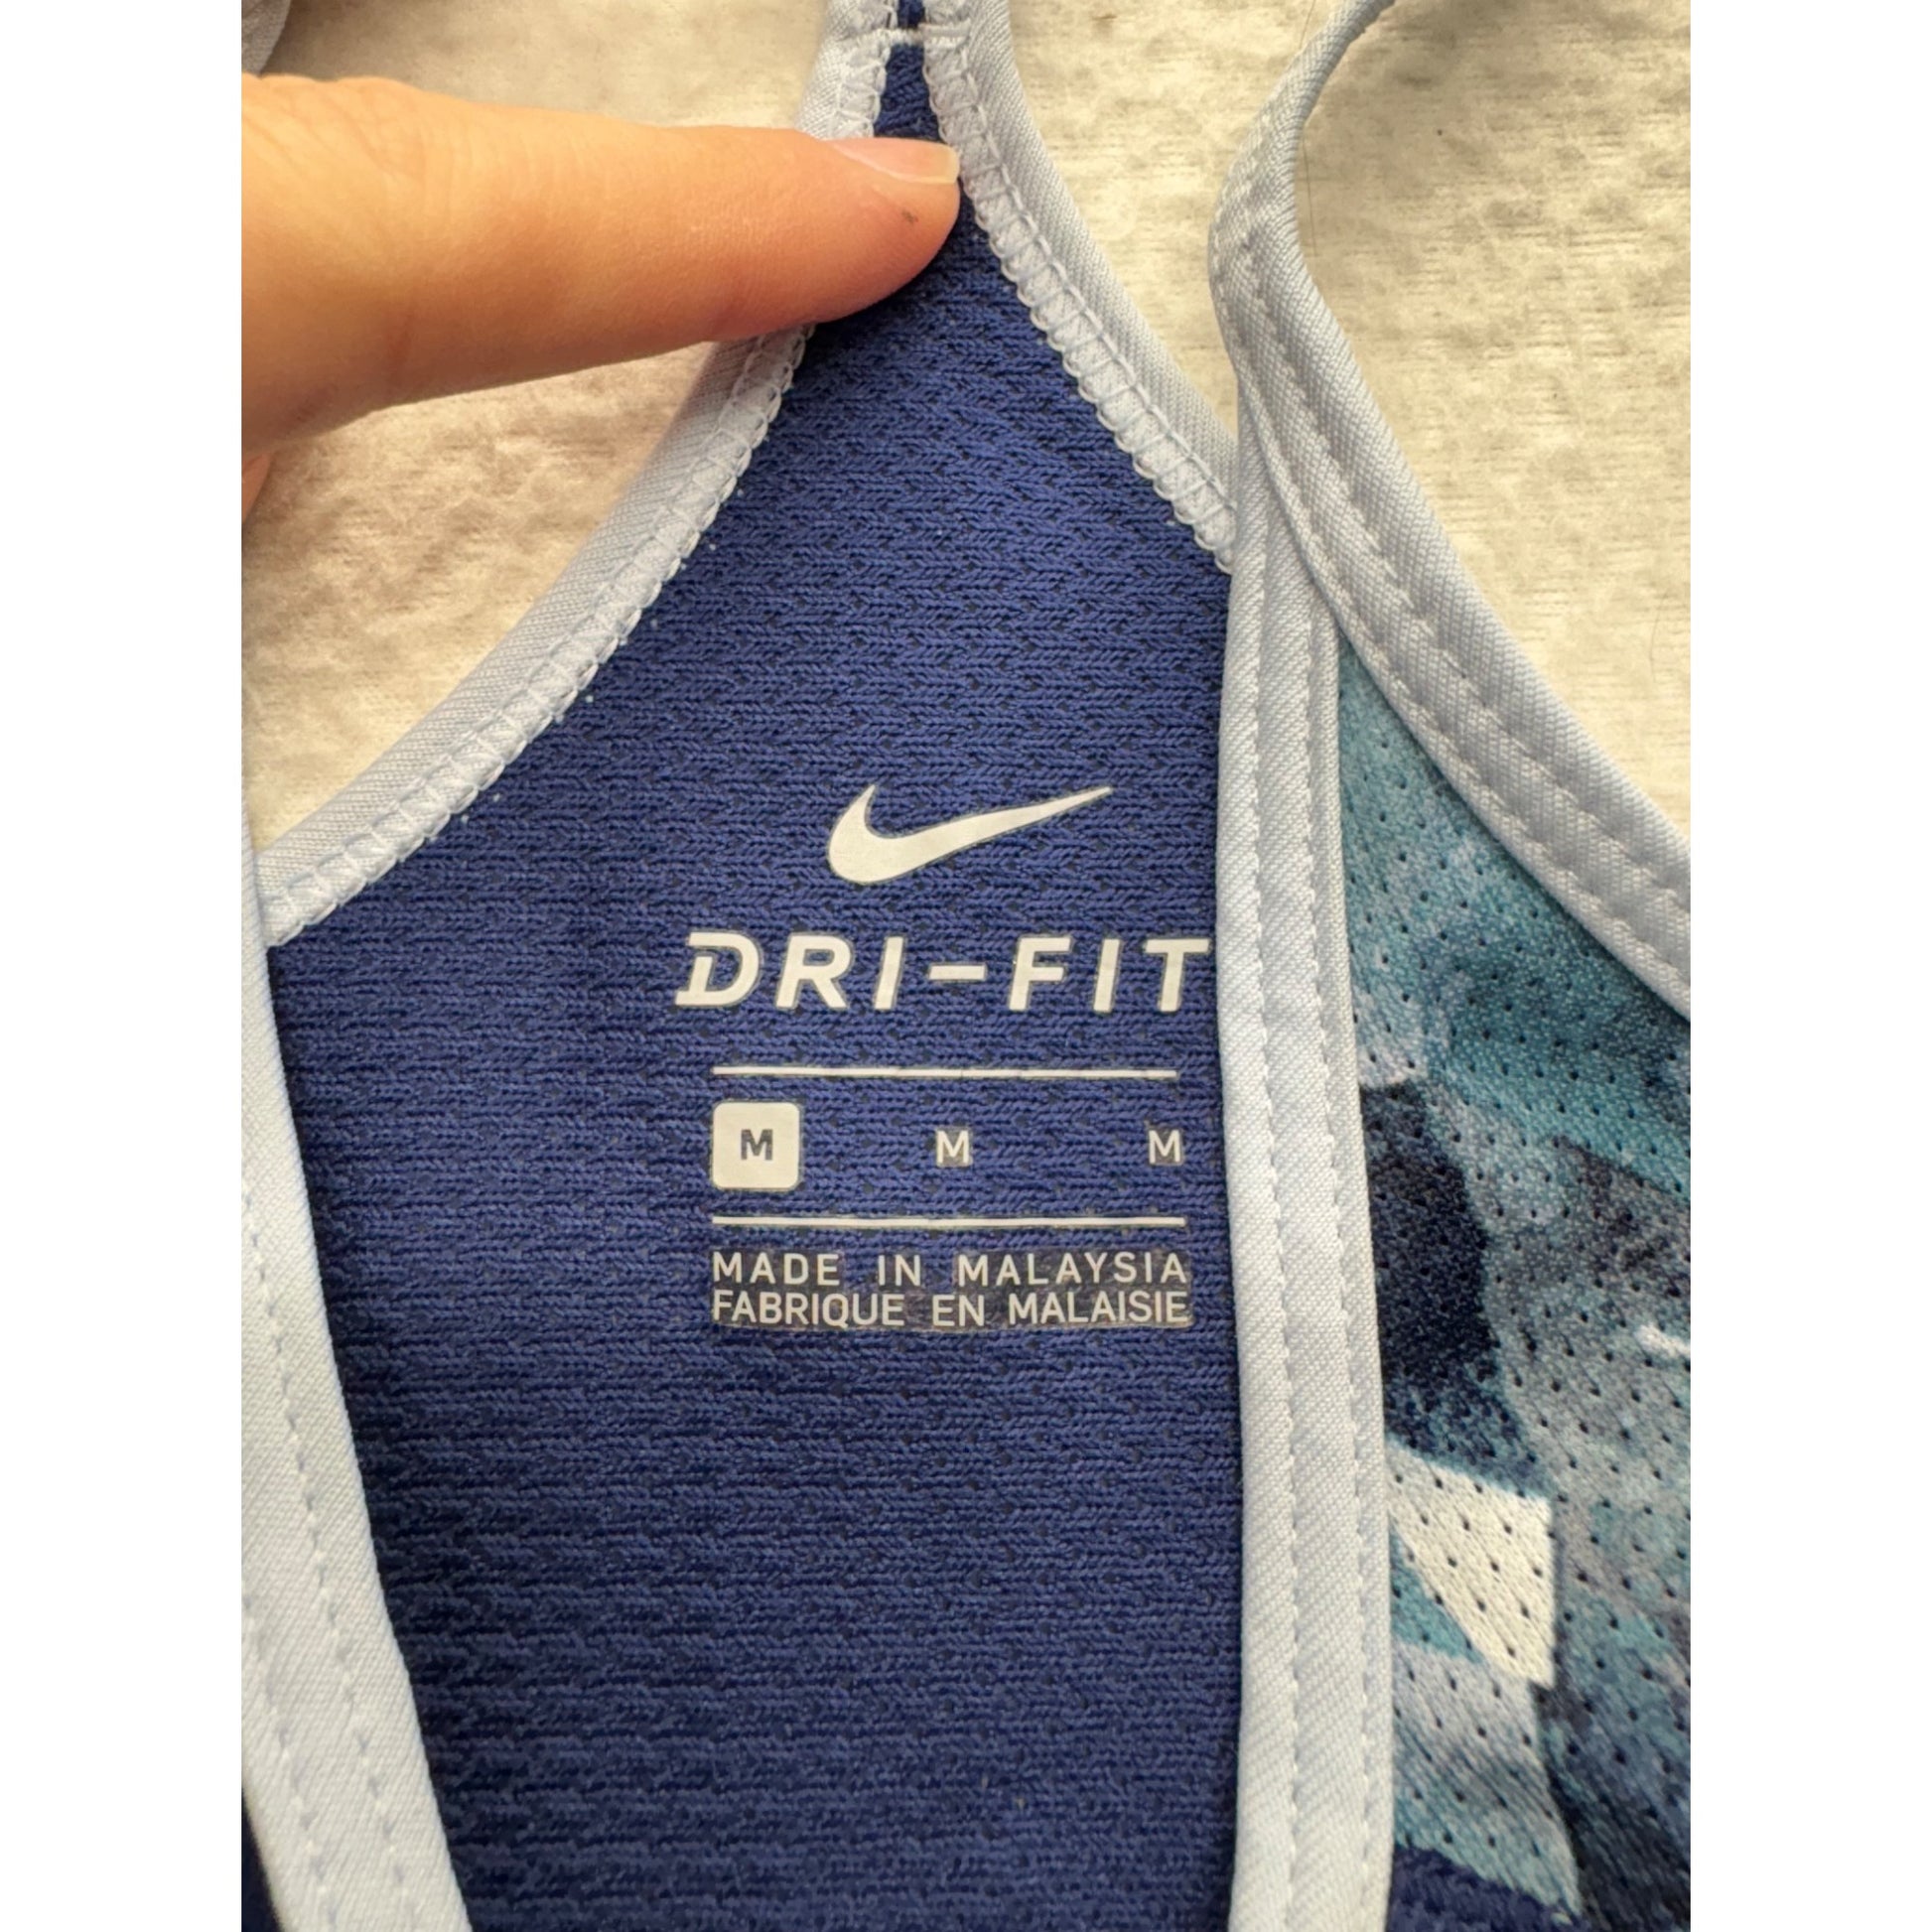 DRI-FIT
M M M
MADE IN MALAYSIA
FABRIQUE EN MALAISIE